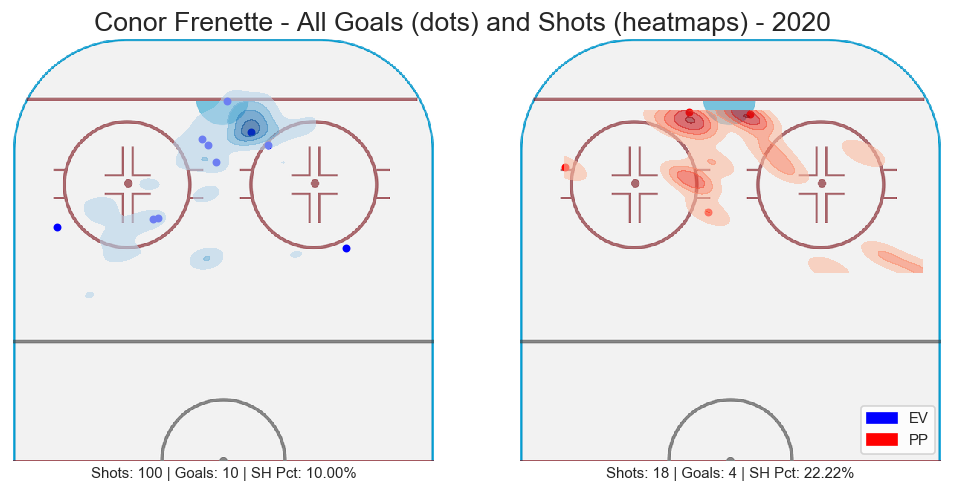 Conor Frenette - All Goals (dots) and Shots (heatmaps) - 2020
EV
PP
Shots: 100 | Goals: 10 | SH Pct: 10.00%
Shots: 18 | Goals: 4 | SH Pct: 22.22%